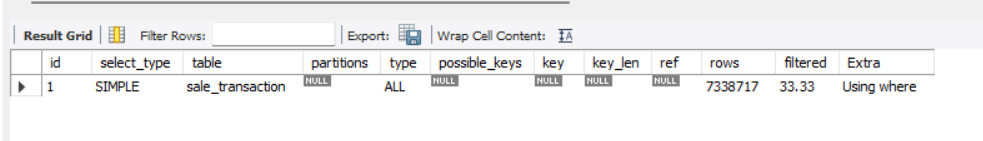 Result Grid Filter Rows: Export: Wrap Cell Content: IA
id select_type table partitions type possible_keys key key_len ref rows filtered Extra
1 SIMPLE sale_transaction NULL ALL NULL NULL NULL NULL 7338717 33.33 Using where